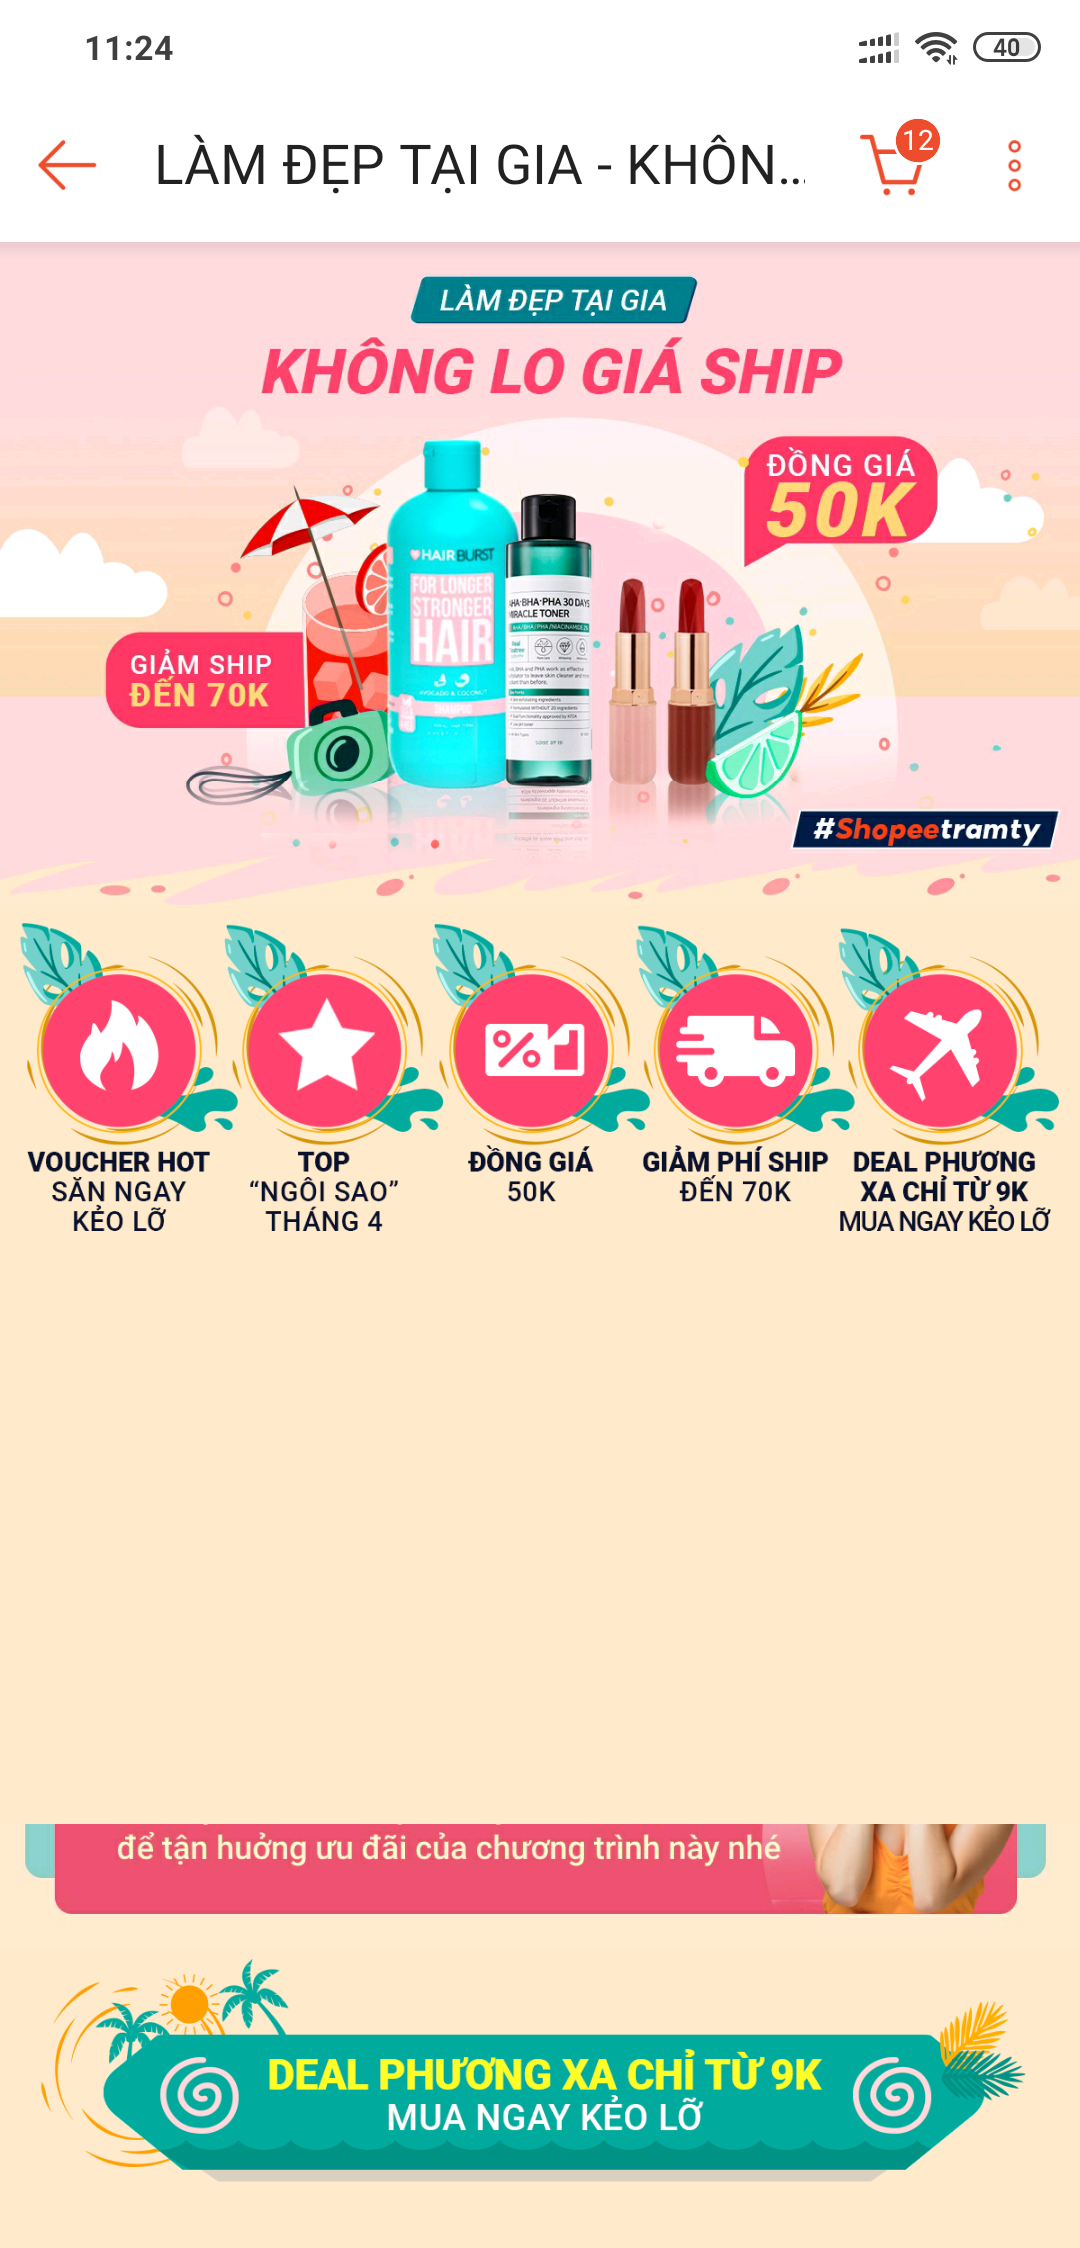 11:24
40
LÀM ĐẸP TẠI GIA - KHÔN...
12
LÀM ĐẸP TẠI GIA
KHÔNG LO GIÁ SHIP
ĐỒNG GIÁ
50K
GIẢM SHIP
ĐẾN 70K
HAIRBURST
FOR LONGER
STRONGER
HAIR
AVOCADO & COCONUT
SHAMPOO
AHA·BHA·PHA 30 DAYS
MIRACLE TONER
#Shopeetramty
VOUCHER HOT
SĂN NGAY
KẺO LỠ
TOP
“NGÔI SAO”
THÁNG 4
ĐỒNG GIÁ
50K
GIẢM PHÍ SHIP
ĐẾN 70K
DEAL PHƯƠNG
XA CHỈ TỪ 9K
MUA NGAY KẺO LỠ
để tận huởng ưu đãi của chương trình này nhé
DEAL PHƯƠNG XA CHỈ TỪ 9K
MUA NGAY KẺO LỠ